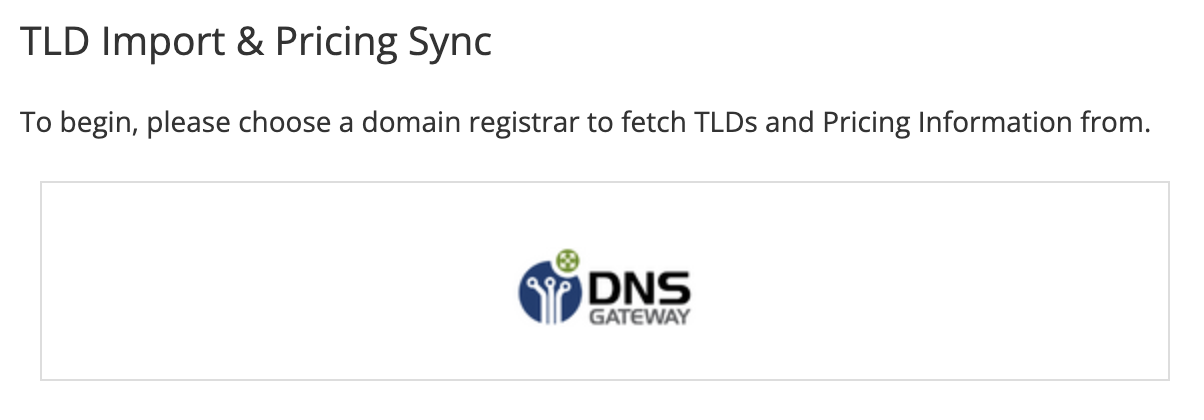 TLD Import & Pricing Sync
To begin, please choose a domain registrar to fetch TLDs and Pricing Information from.
DNS
GATEWAY